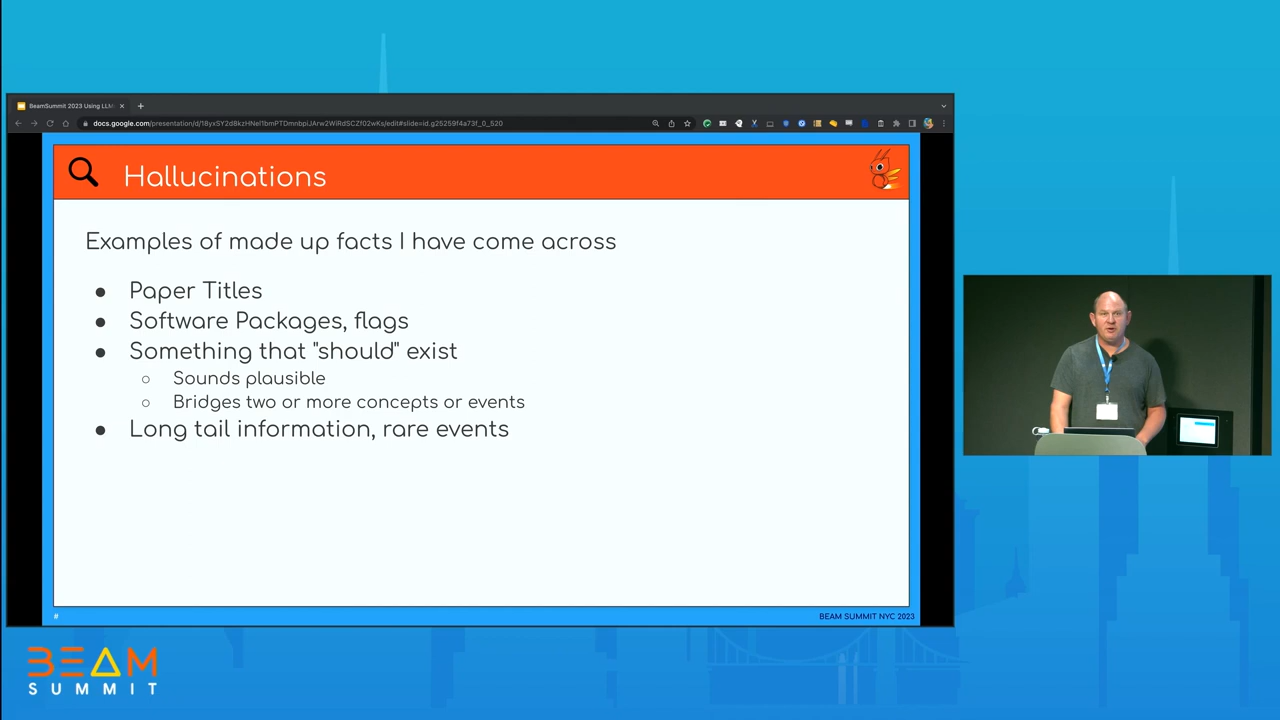 BeamSummit 2023 Using LLM
docs.google.com/presentation/d/18yxSY2d8kzHNel1bmPTDmnbpiJArw2WiRdSCZf02wKs/edit#slide=id.g25259f4a73f_0_520
Hallucinations
Examples of made up facts I have come across
● Paper Titles
● Software Packages, flags
● Something that "should" exist
○ Sounds plausible
○ Bridges two or more concepts or events
● Long tail information, rare events
#
BEAM SUMMIT NYC 2023
BEAM
SUMMIT